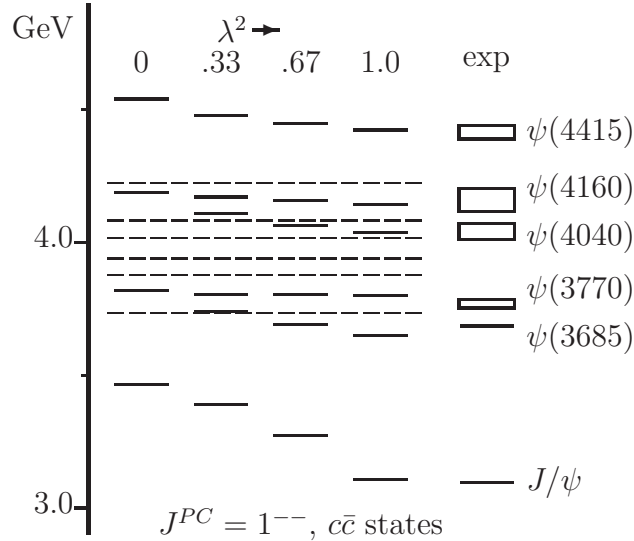 GeV
λ² →
0 .33 .67 1.0 exp
ψ(4415)
ψ(4160)
4.0
ψ(4040)
ψ(3770)
ψ(3685)
J/ψ
3.0
J^{PC} = 1^{--}, cc̄ states